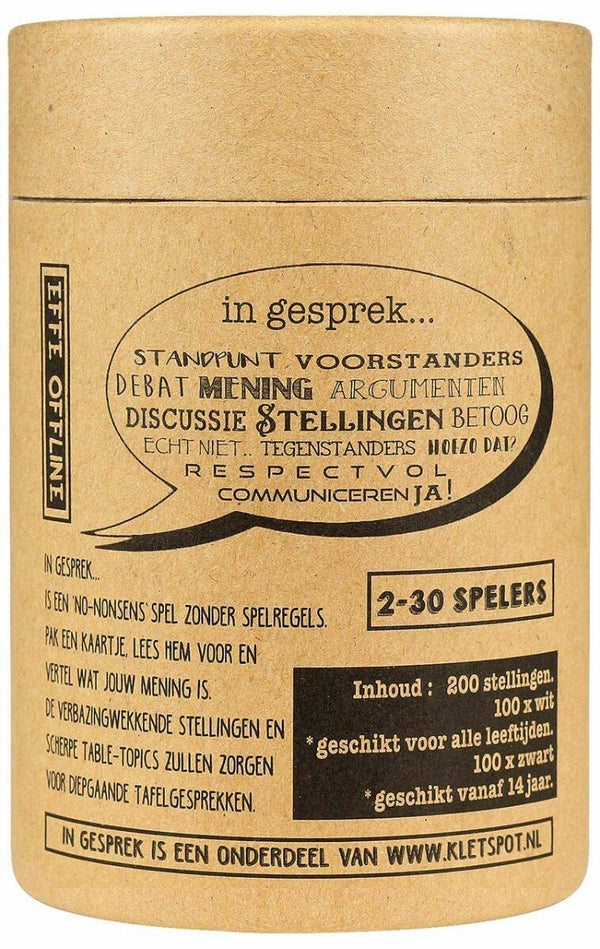 EFFE OFFLINE
in gesprek...
STANDPUNT VOORSTANDERS
DEBAT MENING ARGUMENTEN
DISCUSSIE STELLINGEN BETOOG
ECHT NIET.. TEGENSTANDERS HOEZO DAT?
RESPECTVOL
COMMUNICEREN JA!
IN GESPREK...
IS EEN 'NO-NONSENS' SPEL ZONDER SPELREGELS.
PAK EEN KAARTJE, LEES HEM VOOR EN
VERTEL WAT JOUW MENING IS.
DE VERBAZINGWEKKENDE STELLINGEN EN
SCHERPE TABLE-TOPICS ZULLEN ZORGEN
VOOR DIEPGAANDE TAFELGESPREKKEN.
2-30 SPELERS
Inhoud : 200 stellingen.
100 x wit
*geschikt voor alle leeftijden.
100 x zwart
*geschikt vanaf 14 jaar.
IN GESPREK IS EEN ONDERDEEL VAN WWW.KLETSPOT.NL